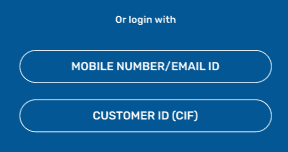 Or login with
MOBILE NUMBER/EMAIL ID
CUSTOMER ID (CIF)